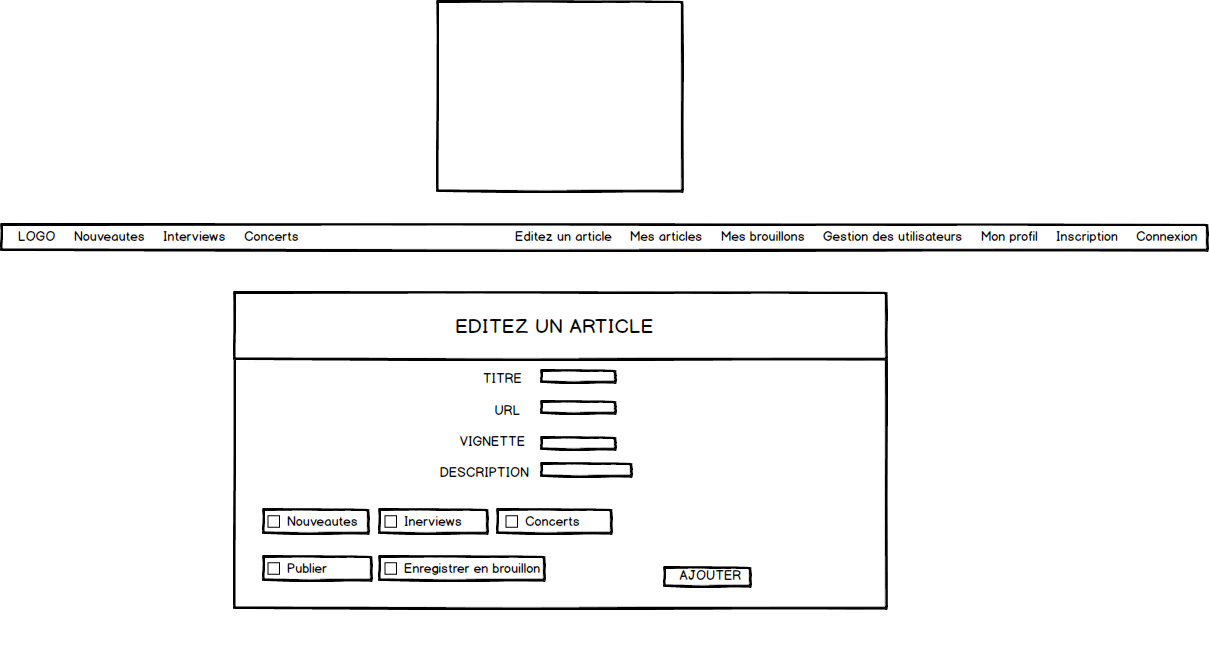 LOGO Nouveautes Interviews Concerts Editez un article Mes articles Mes brouillons Gestion des utilisateurs Mon profil Inscription Connexion
EDITEZ UN ARTICLE
TITRE
URL
VIGNETTE
DESCRIPTION
Nouveautes Inerviews Concerts
Publier Enregistrer en brouillon AJOUTER